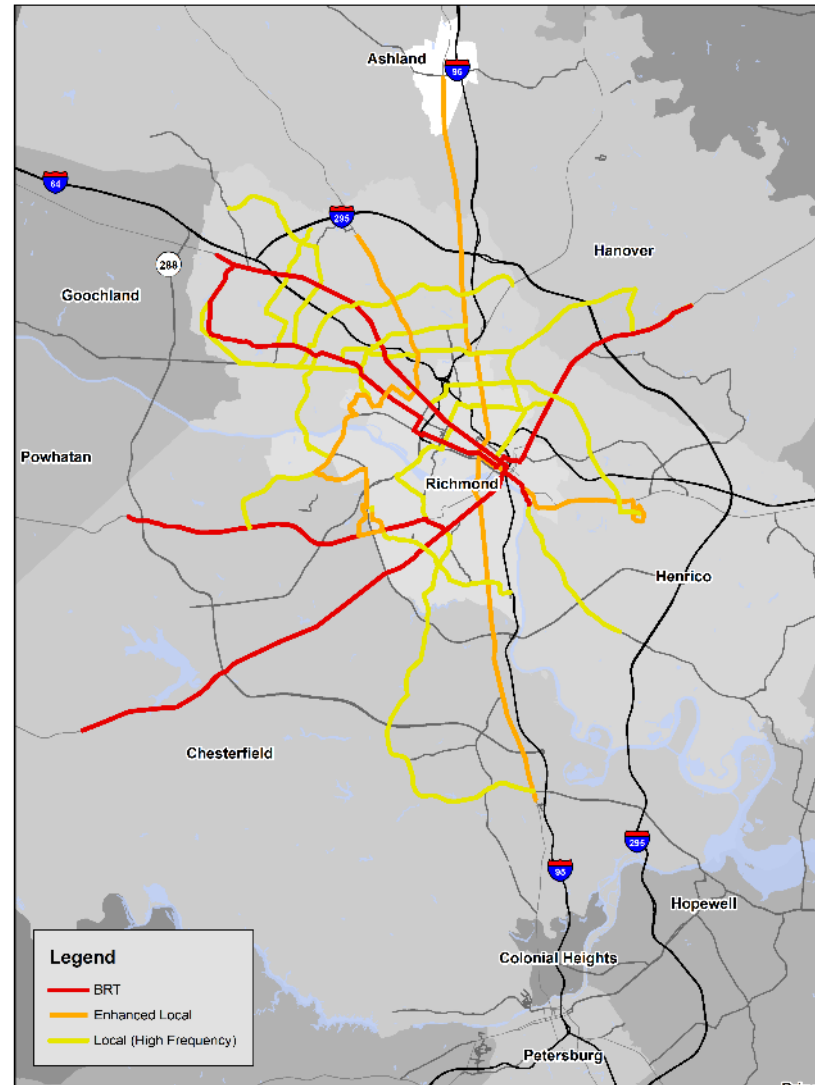 Ashland
95
64
295
Hanover
288
Goochland
Powhatan
Richmond
Henrico
Chesterfield
295
95
Hopewell
Colonial Heights
Petersburg
Legend
BRT
Enhanced Local
Local (High Frequency)